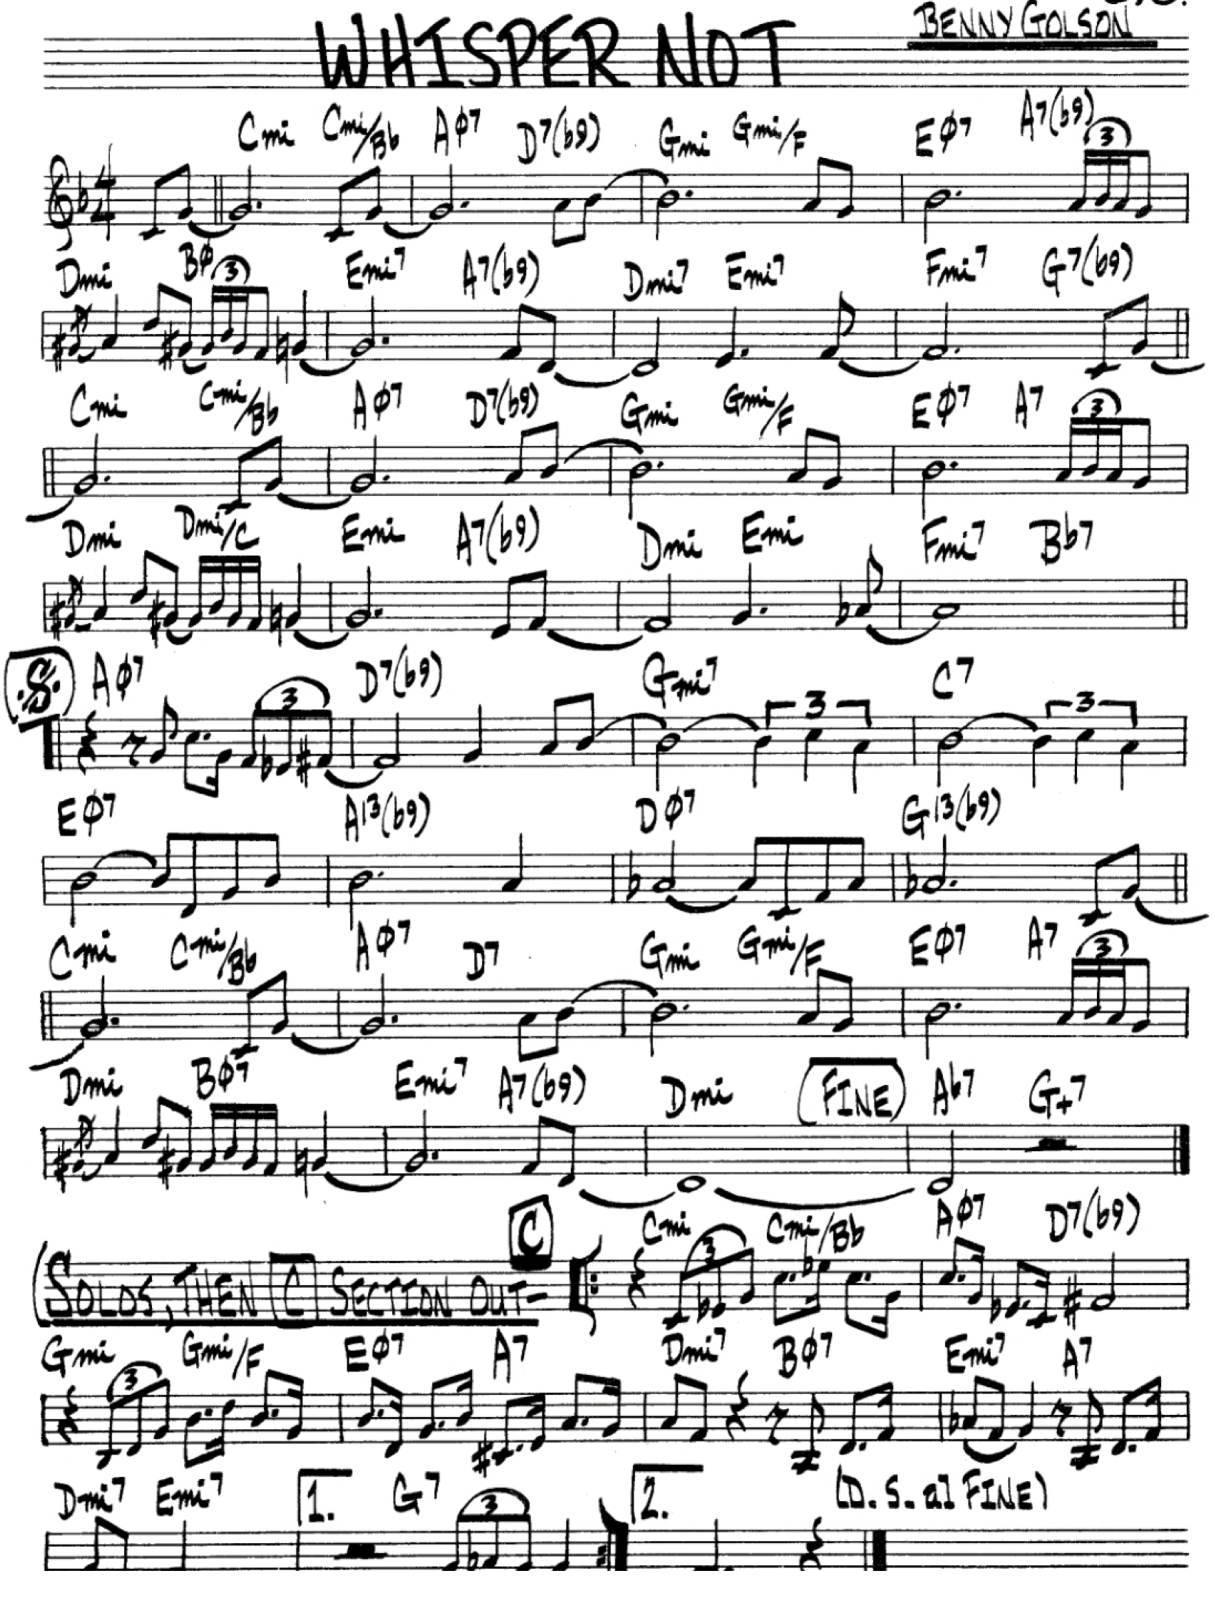 WHISPER NOT
BENNY GOLSON
Cmi Cmi/Bb Aø7 D7(b9) Gmi Gmi/F Eø7 A7(b9)
3
Dmi Bø Emi7 A7(b9) Dmi7 Emi7 Fmi7 G7(b9)
3
Cmi Cmi/Bb Aø7 D7(b9) Gmi Gmi/F Eø7 A7
3
Dmi Dmi/C Emi A7(b9) Dmi Emi Fmi7 Bb7
.S. Aø7 D7(b9) Gmi7 C7
3 3 3
Eø7 A13(b9) Dø7 G13(b9)
Cmi Cmi/Bb Aø7 D7 Gmi Gmi/F Eø7 A7
3
Dmi Bø7 Emi7 A7(b9) Dmi (FINE) Ab7 G+7
(SOLOS, THEN C SECTION OUT- C Cmi Cmi/Bb Aø7 D7(b9)
3
Gmi Gmi/F Eø7 A7 Dmi7 Bø7 Emi7 A7
3
Dmi7 Emi7 1. G7 2. (D.S. al FINE)
3